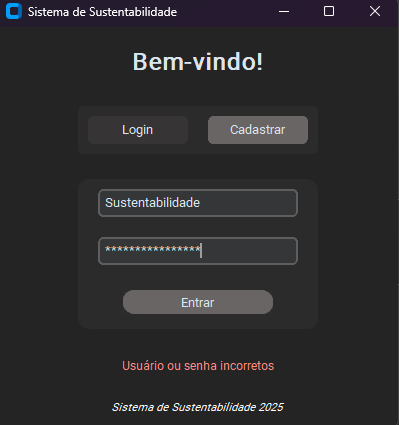 Sistema de Sustentabilidade
Bem-vindo!
Login
Cadastrar
Sustentabilidade
****************
Entrar
Usuário ou senha incorretos
Sistema de Sustentabilidade 2025